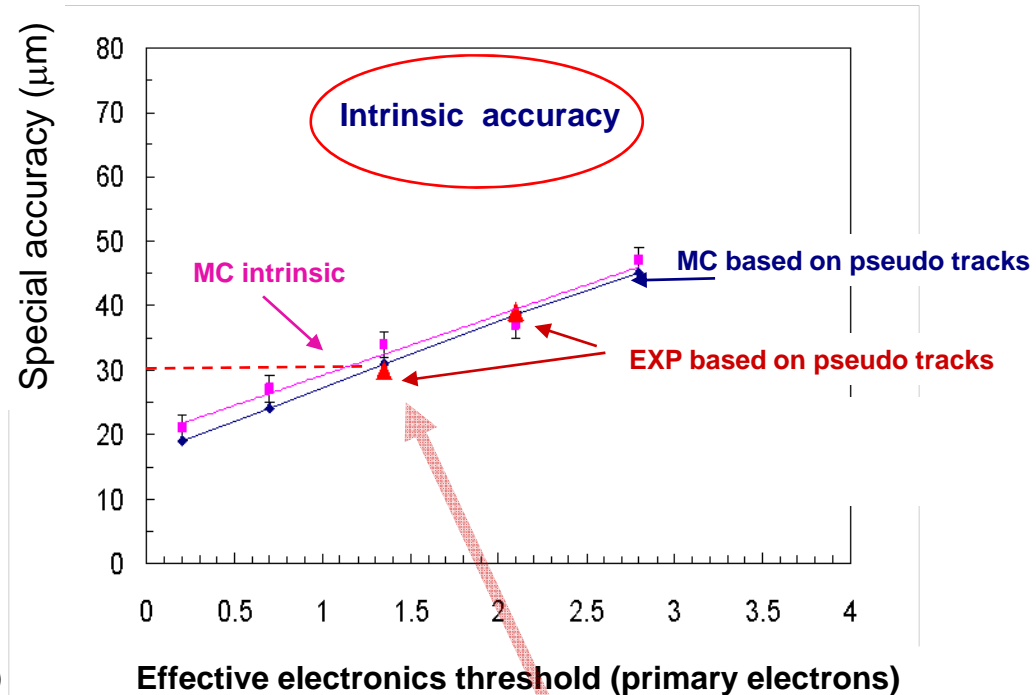 Special accuracy (µm)
80
70
60
50
40
30
20
10
0
Intrinsic accuracy
MC intrinsic
MC based on pseudo tracks
EXP based on pseudo tracks
0 0.5 1 1.5 2 2.5 3 3.5 4
) Effective electronics threshold (primary electrons)